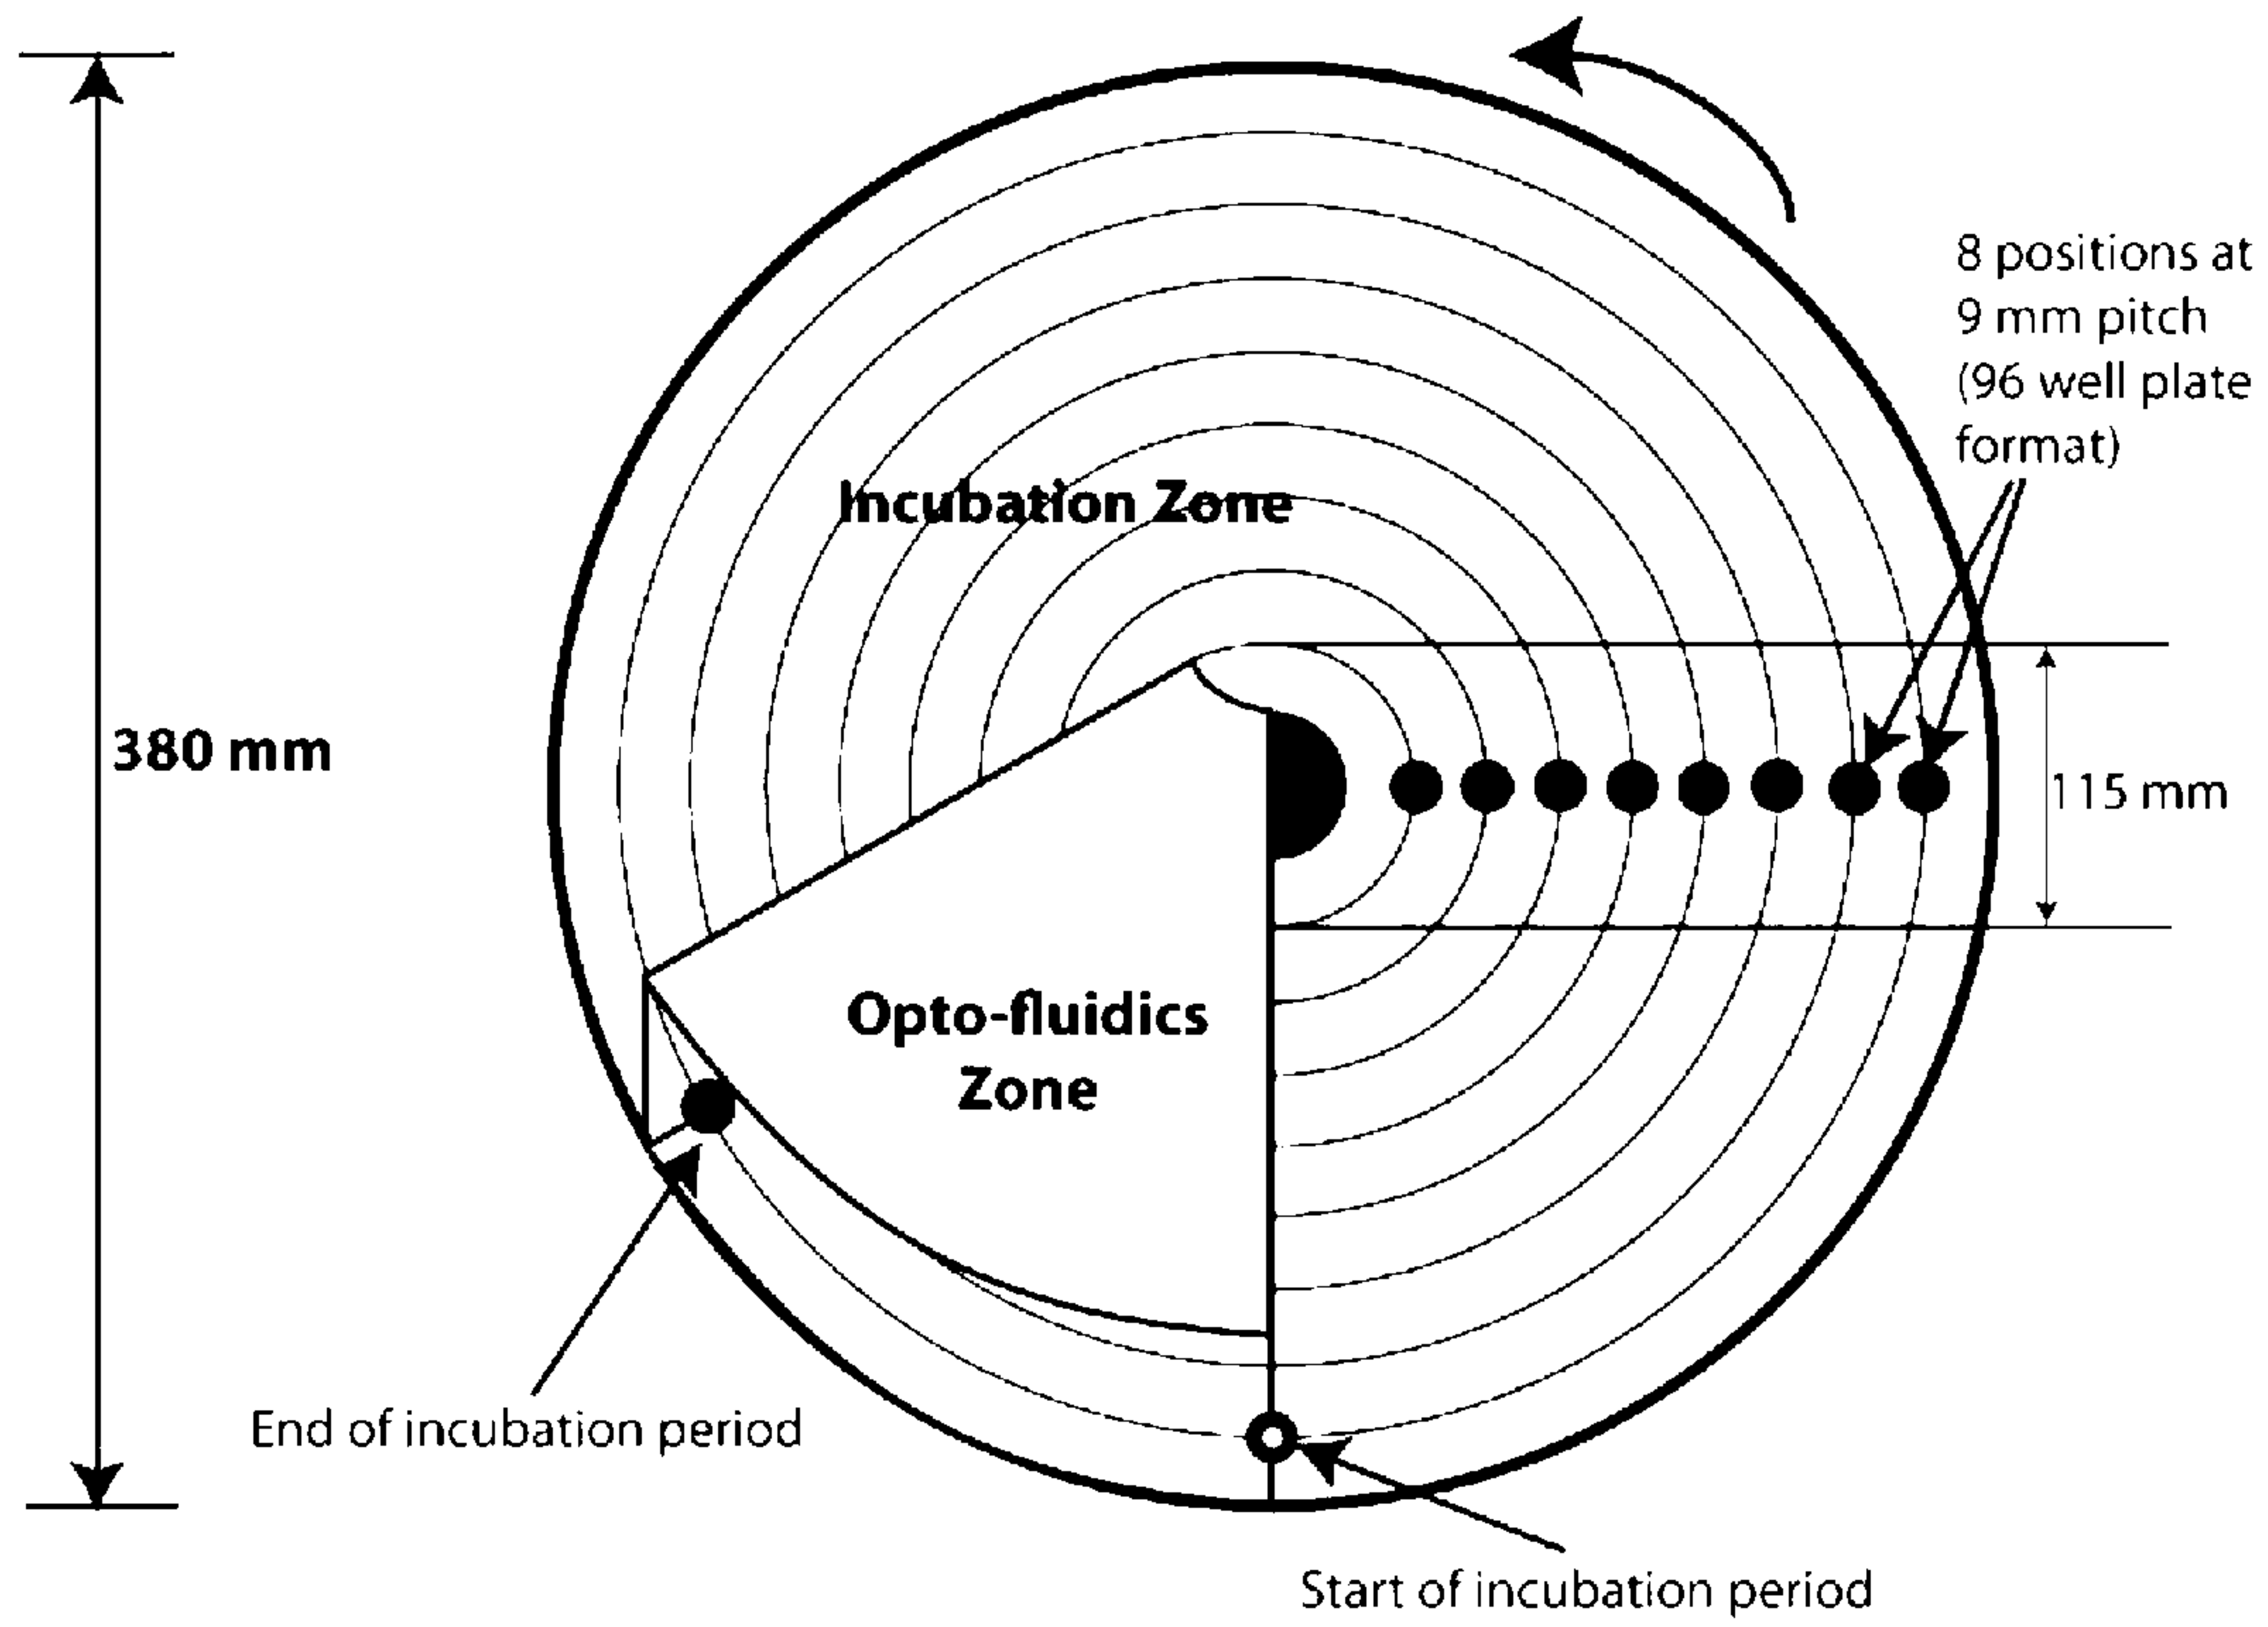 8 positions at
9 mm pitch
(96 well plate
format)
Incubation Zone
380 mm
115 mm
Opto-fluidics
Zone
End of incubation period
Start of incubation period